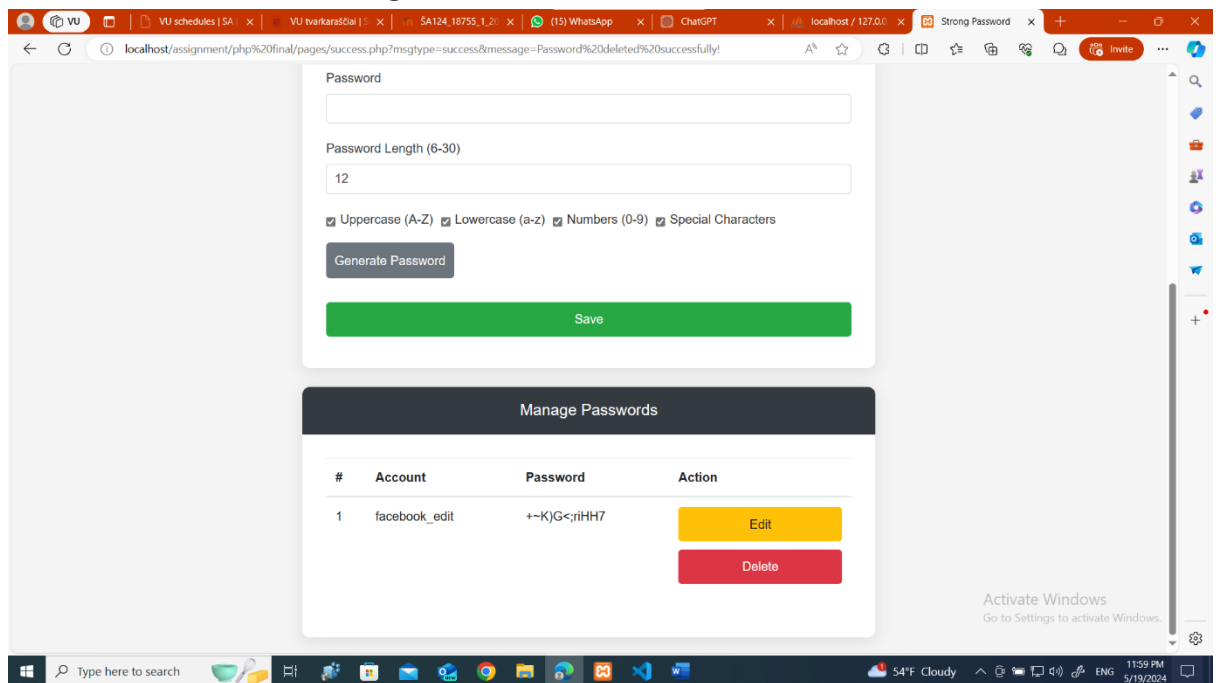 VU
VU schedules | SA |
VU tvarkaraščiai | S
ŠA124_18755_1_20
(15) WhatsApp
ChatGPT
localhost / 127.0.0.
Strong Password
localhost/assignment/php%20final/pages/success.php?msgtype=success&message=Password%20deleted%20successfully!
Invite
Password
Password Length (6-30)
12
Uppercase (A-Z) Lowercase (a-z) Numbers (0-9) Special Characters
Generate Password
Save
Manage Passwords
# Account Password Action
1 facebook_edit +~K)G<;riHH7 Edit
Delete
Activate Windows
Go to Settings to activate Windows.
Type here to search
54°F Cloudy
ENG
11:59 PM
5/19/2024